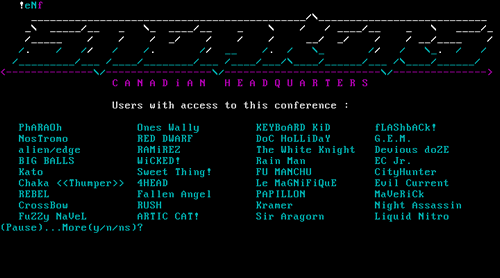 !eNf
CANADiAN HEADQUARTERS
Users with access to this conference :
PhARAOh Ones Wally KEYBoARD KiD fLAShbACk!
NosTromo RED DWARF DoC HoLLiDaY G.E.M.
alien/edge RAMiREZ The White Knight Devious doZE
BIG BALLS WiCKED! Rain Man EC Jr.
Kato Sweet Thing! FU MANCHU CityHunter
Chaka <<Thumper>> 4HEAD Le MaGNiFiQuE Evil Current
REBEL Fallen Angel PAPILLON MaVeRiCk
CrossBow RUSH Kramer Night Assassin
FuZZy NaVeL ARTIC CAT! Sir Aragorn Liquid Nitro
(Pause)...More(y/n/ns)?